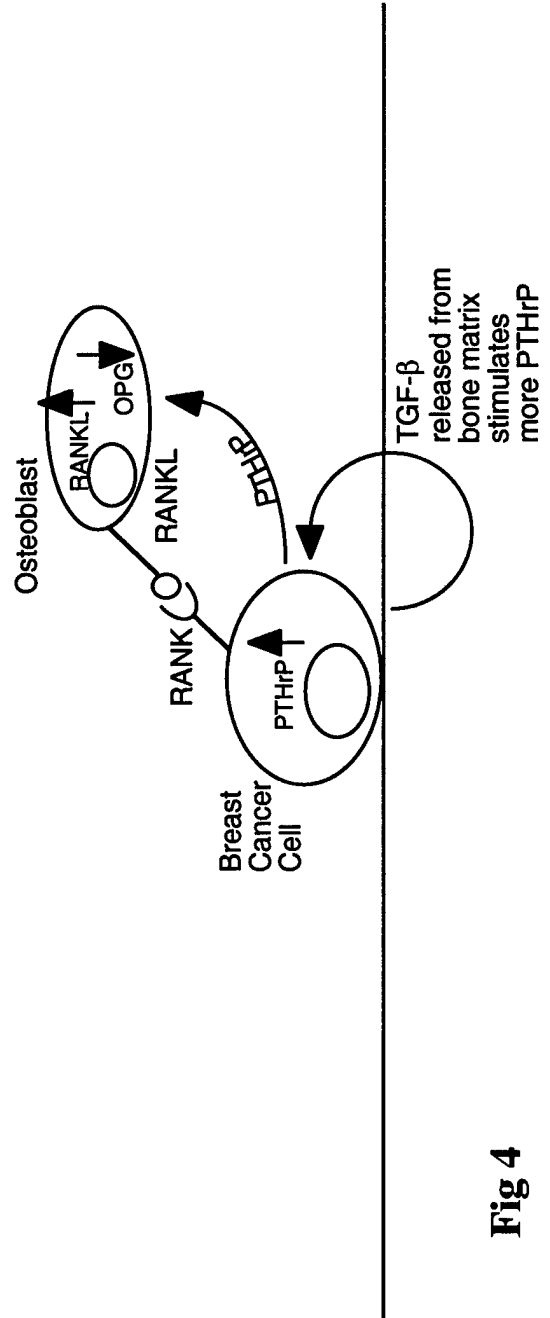 Osteoblast
RANKL
OPG
RANKL
RANK
PTHrP
Breast
Cancer
Cell
PTHrP
TGF-β
released from
bone matrix
stimulates
more PTHrP
Fig 4